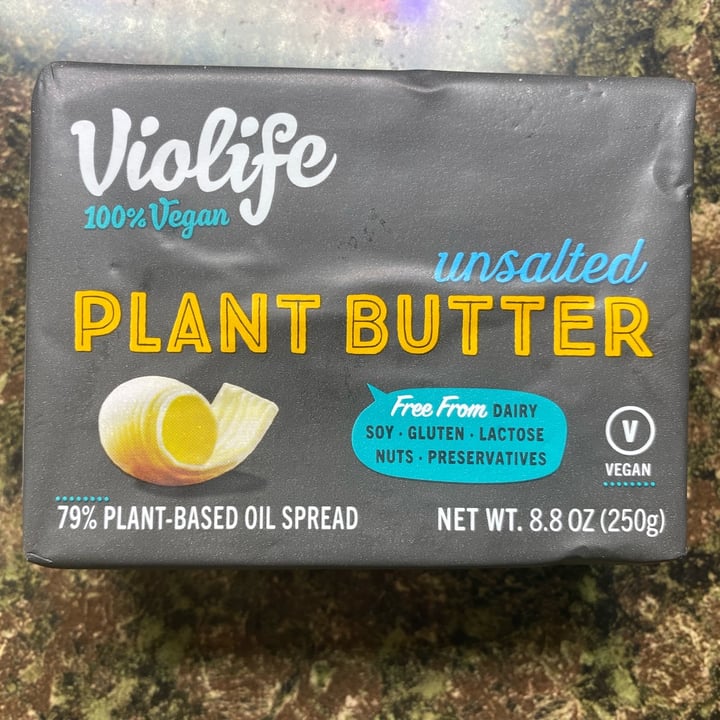 Violife
100% Vegan
unsalted
PLANT BUTTER
Free From DAIRY
SOY · GLUTEN · LACTOSE
NUTS · PRESERVATIVES
V
VEGAN
79% PLANT-BASED OIL SPREAD
NET WT. 8.8 OZ (250g)